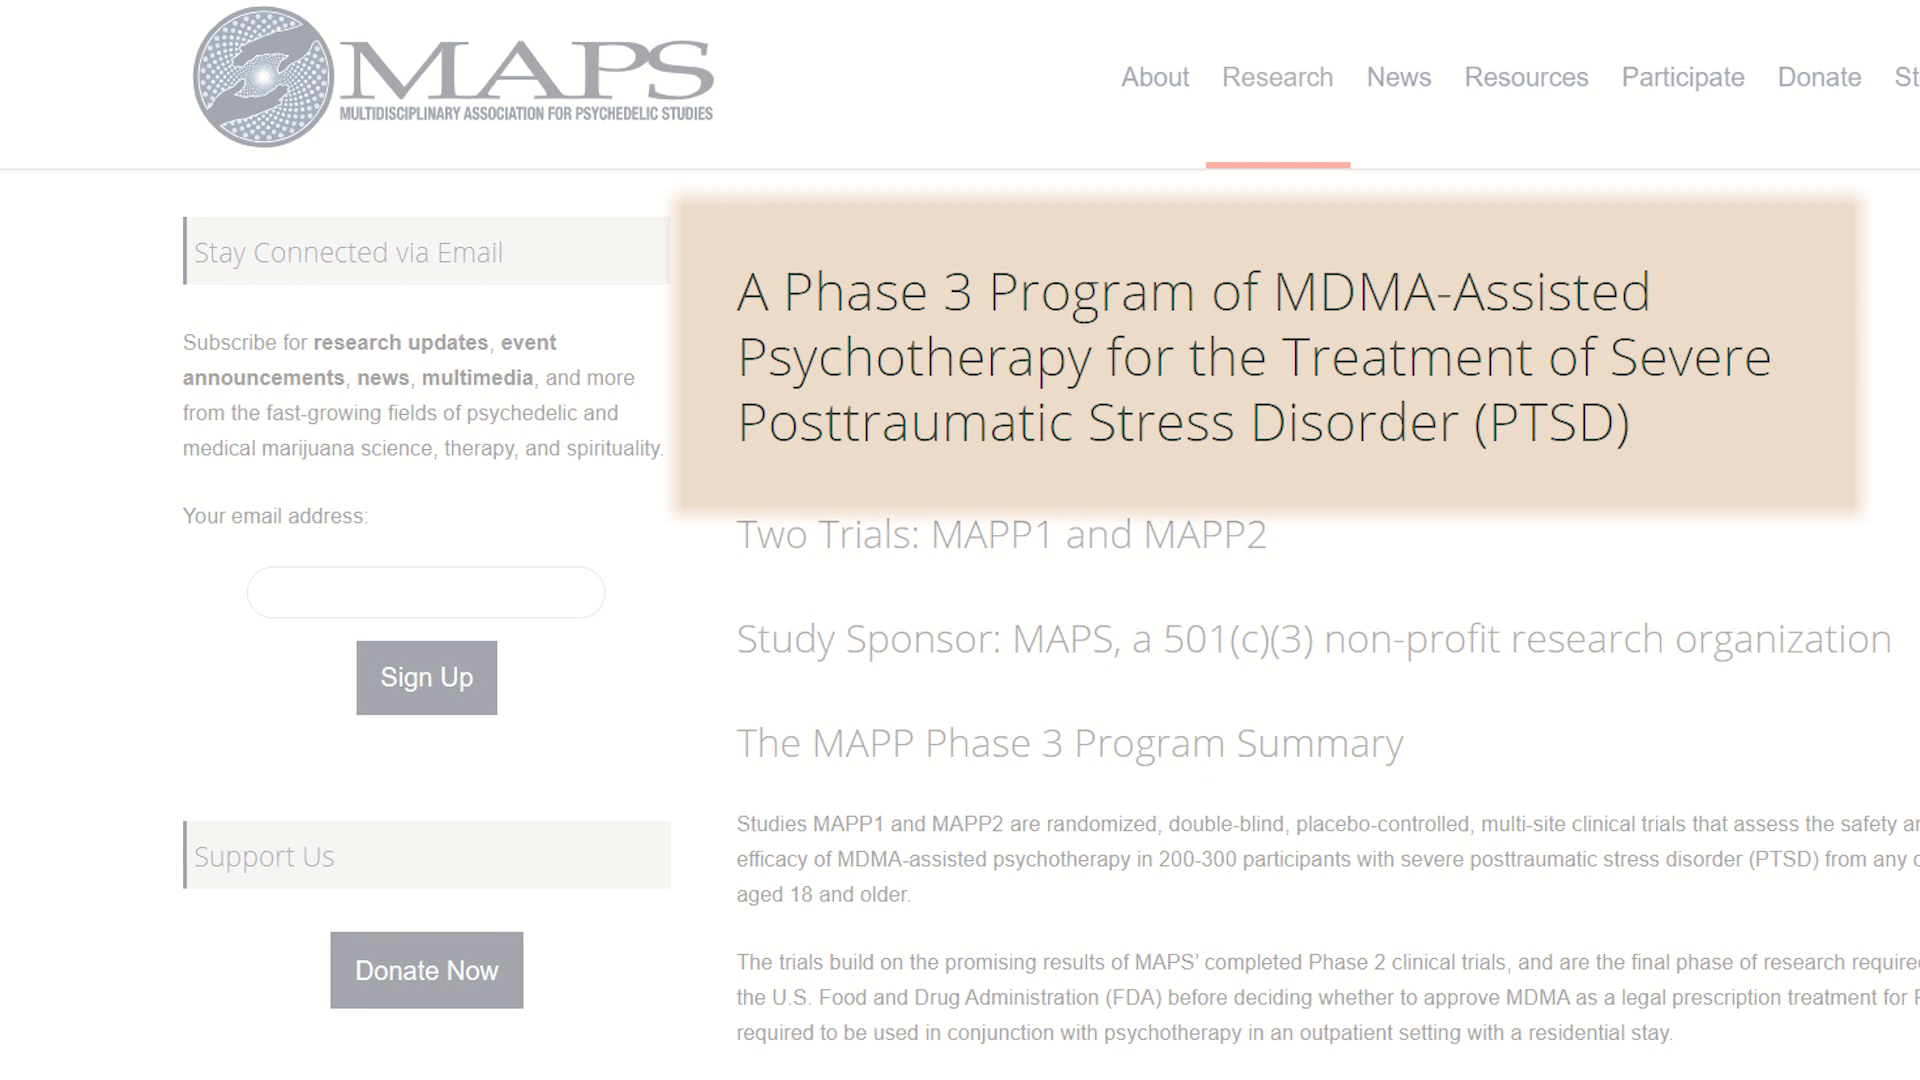 MAPS
MULTIDISCIPLINARY ASSOCIATION FOR PSYCHEDELIC STUDIES
About Research News Resources Participate Donate
Stay Connected via Email
Subscribe for research updates, event
announcements, news, multimedia, and more
from the fast-growing fields of psychedelic and
medical marijuana science, therapy, and spirituality.
Your email address:
Sign Up
Support Us
Donate Now
A Phase 3 Program of MDMA-Assisted
Psychotherapy for the Treatment of Severe
Posttraumatic Stress Disorder (PTSD)
Two Trials: MAPP1 and MAPP2
Study Sponsor: MAPS, a 501(c)(3) non-profit research organization
The MAPP Phase 3 Program Summary
Studies MAPP1 and MAPP2 are randomized, double-blind, placebo-controlled, multi-site clinical trials that assess the safety
efficacy of MDMA-assisted psychotherapy in 200-300 participants with severe posttraumatic stress disorder (PTSD) from any
aged 18 and older.
The trials build on the promising results of MAPS’ completed Phase 2 clinical trials, and are the final phase of research
the U.S. Food and Drug Administration (FDA) before deciding whether to approve MDMA as a legal prescription treatment for
required to be used in conjunction with psychotherapy in an outpatient setting with a residential stay.